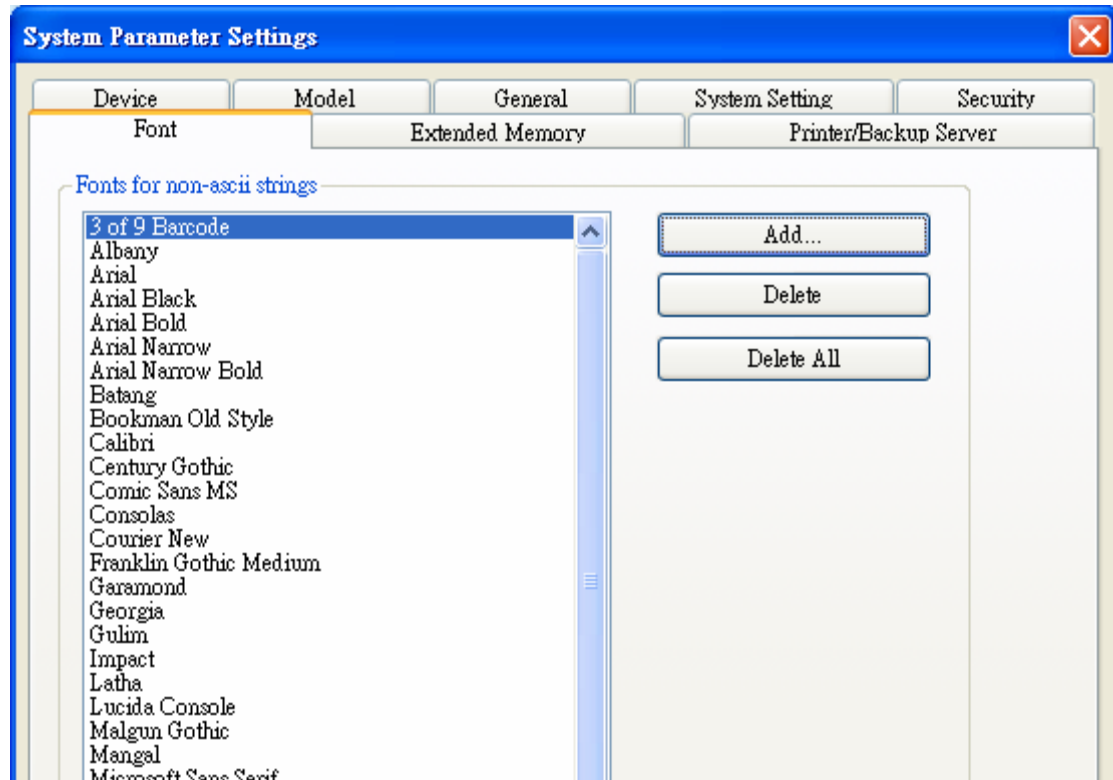 System Parameter Settings
Device Model General System Setting Security
Font Extended Memory Printer/Backup Server
Fonts for non-ascii strings
3 of 9 Barcode
Albany
Arial
Arial Black
Arial Bold
Arial Narrow
Arial Narrow Bold
Batang
Bookman Old Style
Calibri
Century Gothic
Comic Sans MS
Consolas
Courier New
Franklin Gothic Medium
Garamond
Georgia
Gulim
Impact
Latha
Lucida Console
Malgun Gothic
Mangal
Microsoft Sans Serif
Add...
Delete
Delete All